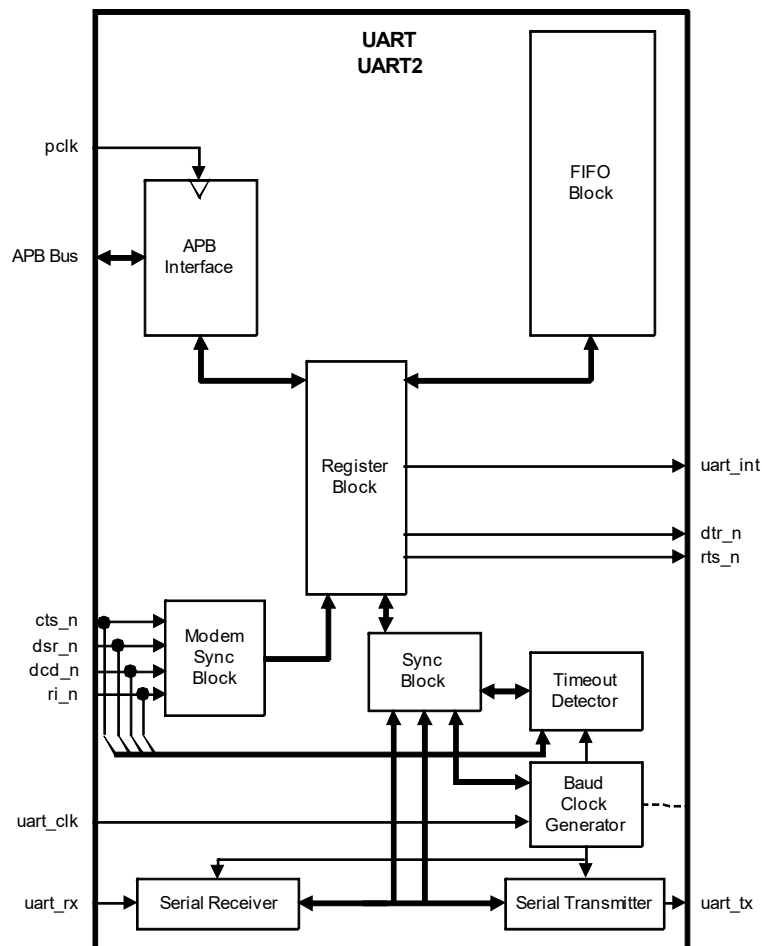 UART
UART2
pclk
FIFO
Block
APB Bus
APB
Interface
Register
Block
uart_int
dtr_n
rts_n
cts_n
dsr_n
dcd_n
ri_n
Modem
Sync
Block
Sync
Block
Timeout
Detector
uart_clk
Baud
Clock
Generator
uart_rx
Serial Receiver
Serial Transmitter
uart_tx